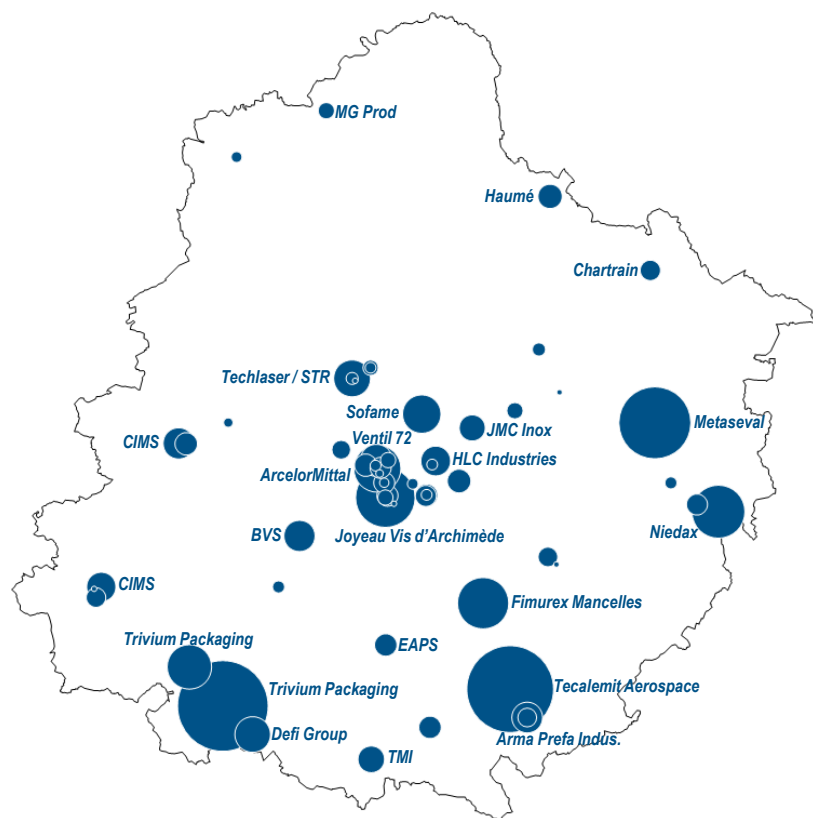 MG Prod
Haumé
Chartrain
Techlaser / STR
Sofame
Metaseval
JMC Inox
Ventil 72
CIMS
HLC Industries
ArcelorMittal
Niedax
BVS
Joyeau Vis d'Archimède
CIMS
Fimurex Mancelles
Trivium Packaging
EAPS
Trivium Packaging
Tecalemit Aerospace
Defi Group
Arma Prefa Indus.
TMI